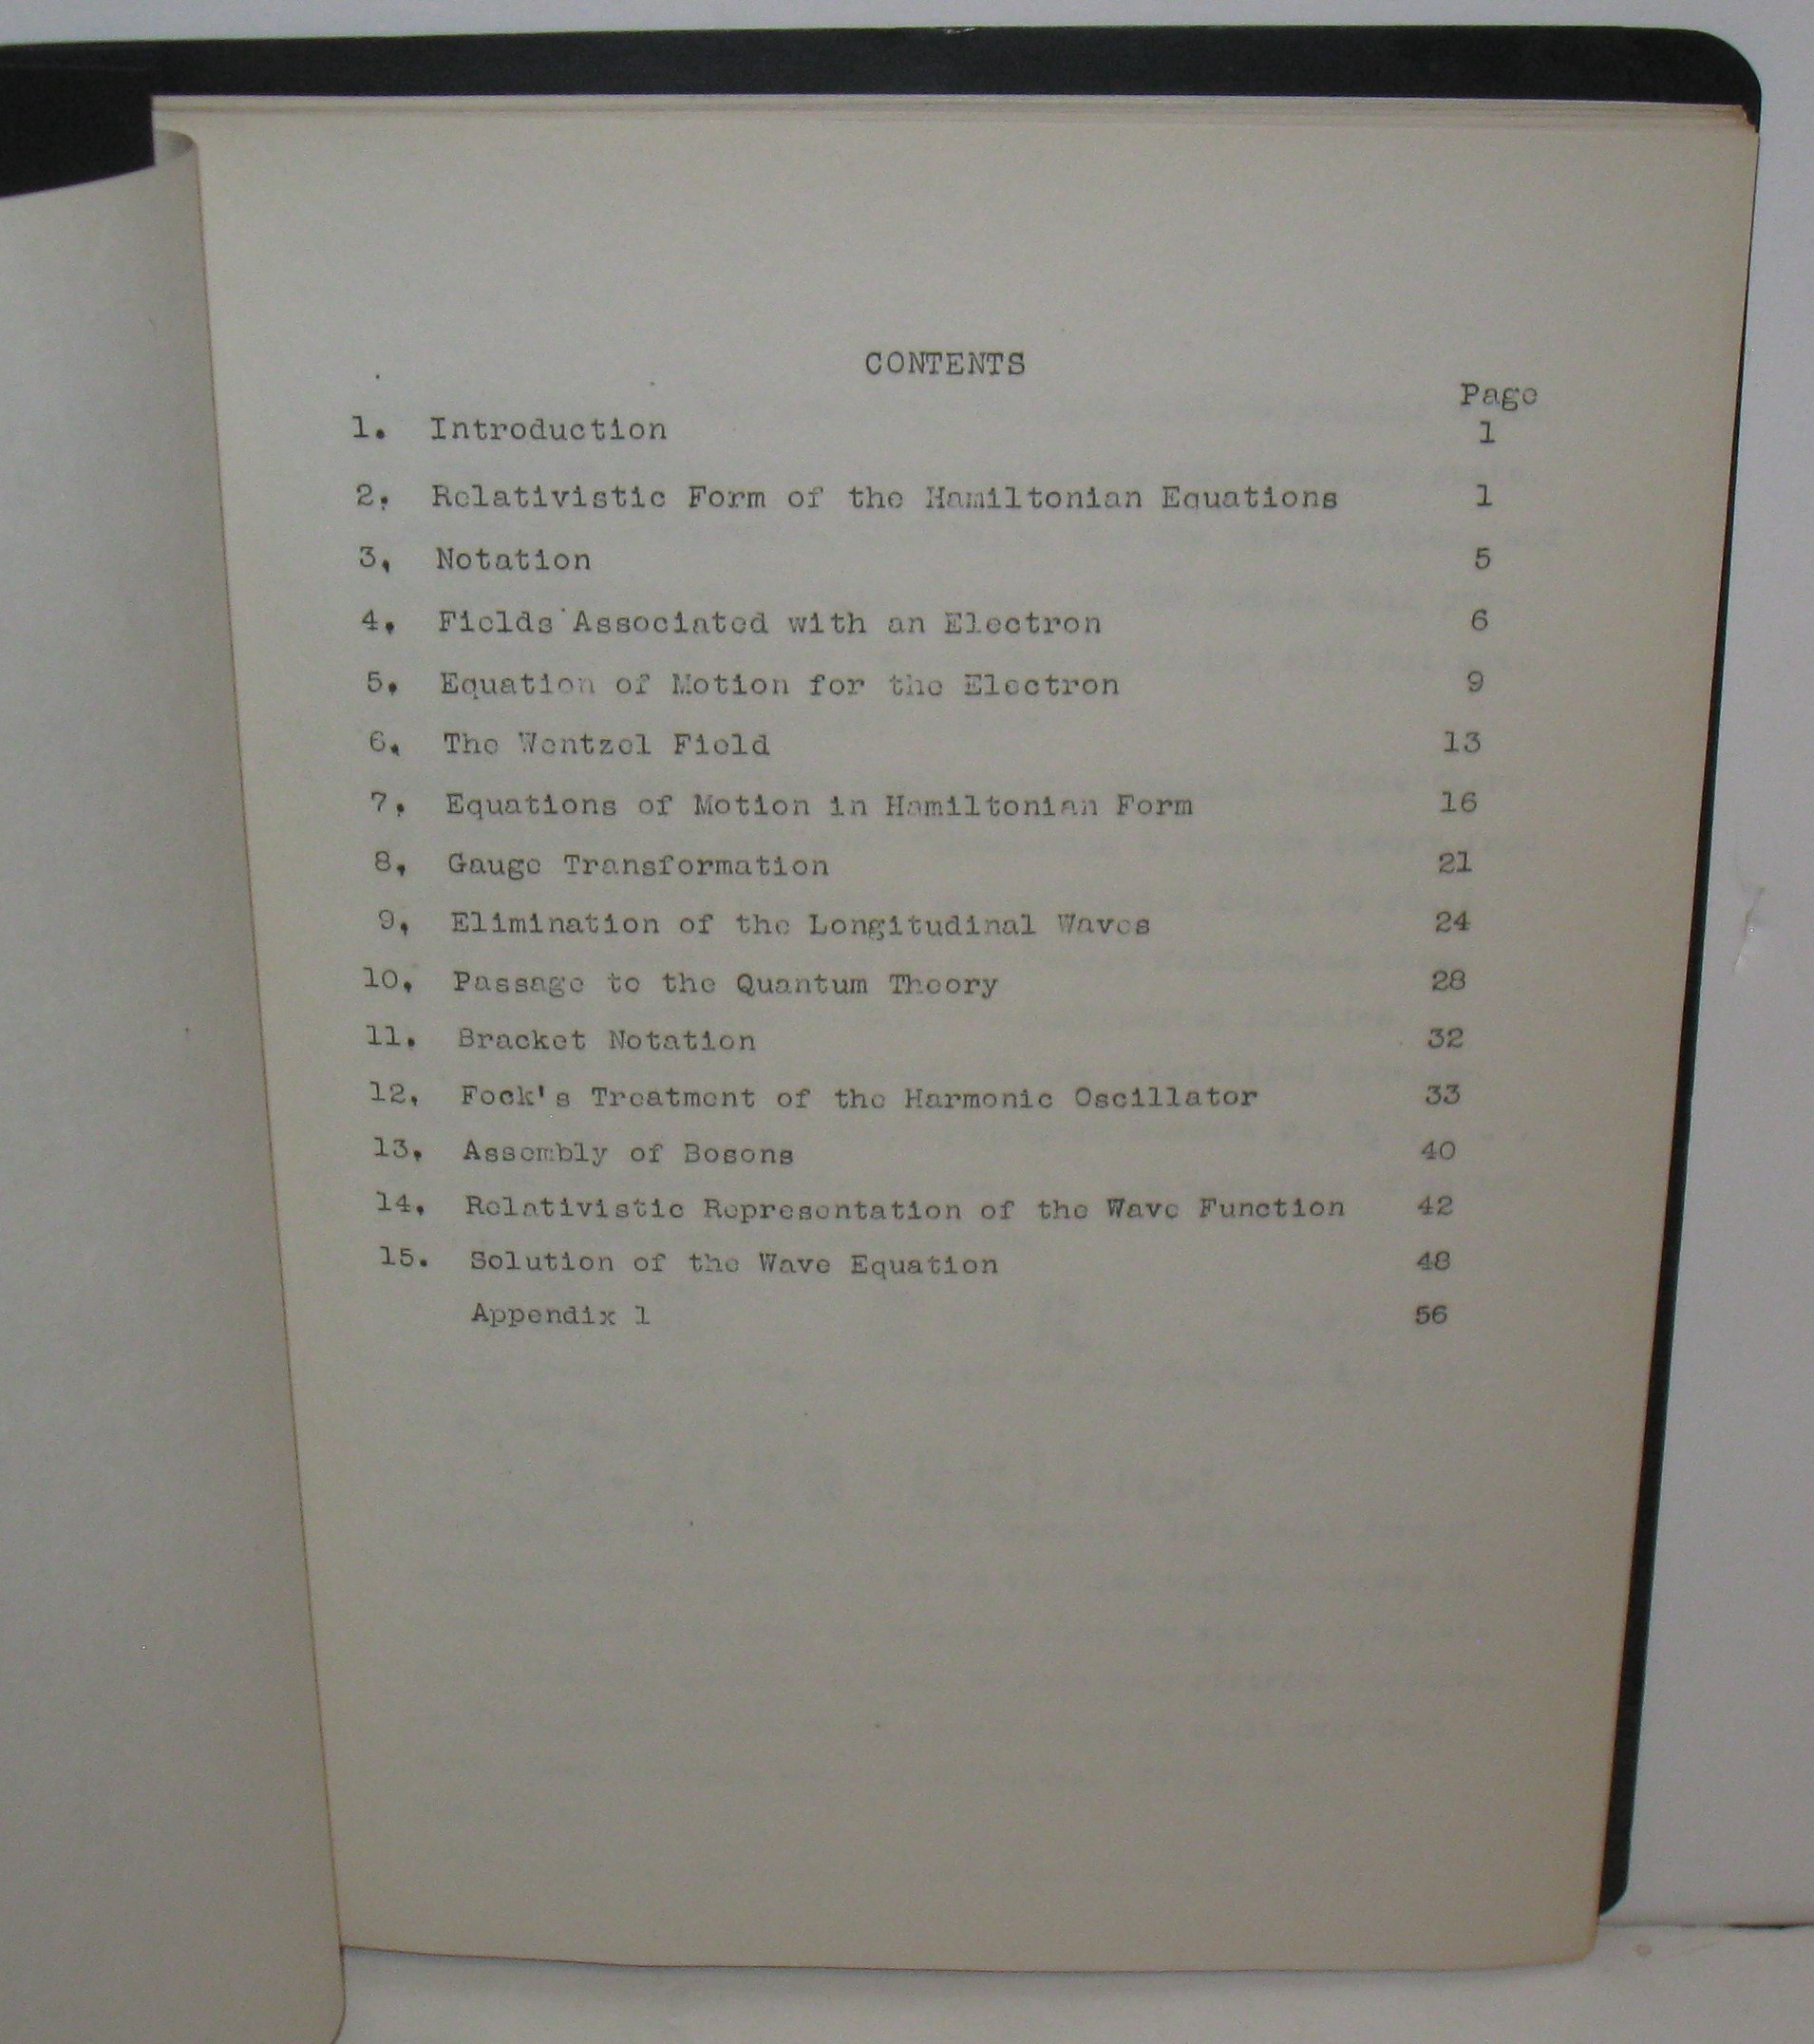 CONTENTS
Page
1. Introduction 1
2. Relativistic Form of the Hamiltonian Equations 1
3. Notation 5
4. Fields Associated with an Electron 6
5. Equation of Motion for the Electron 9
6. The Wentzel Field 13
7. Equations of Motion in Hamiltonian Form 16
8. Gauge Transformation 21
9. Elimination of the Longitudinal Waves 24
10. Passage to the Quantum Theory 28
11. Bracket Notation 32
12. Fock's Treatment of the Harmonic Oscillator 33
13. Assembly of Bosons 40
14. Relativistic Representation of the Wave Function 42
15. Solution of the Wave Equation 48
Appendix 1 56